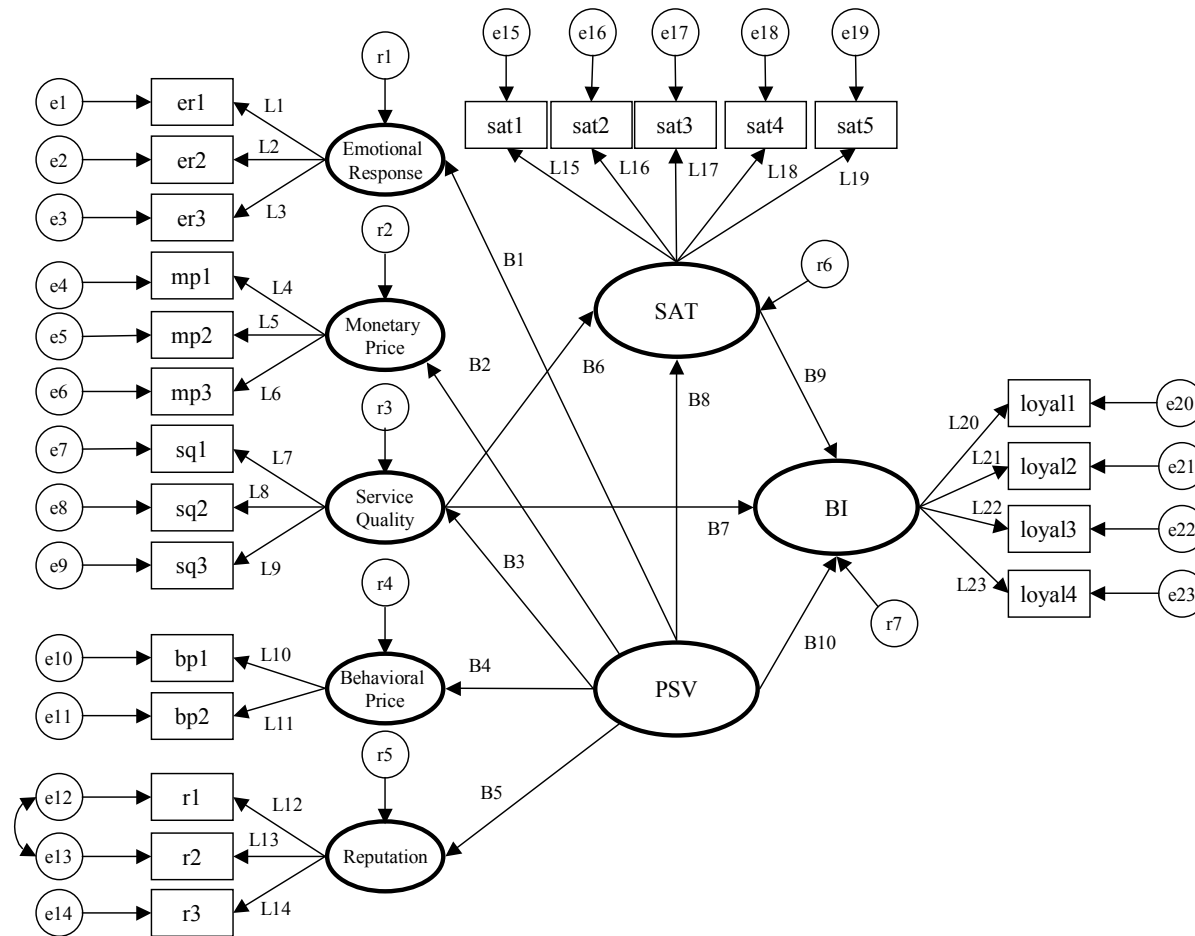 e15
e16
e17
e18
e19
sat1
sat2
sat3
sat4
sat5
L15
L16
L17
L18
L19
r1
e1
er1
L1
e2
er2
L2
e3
er3
L3
Emotional
Response
r2
e4
mp1
L4
e5
mp2
L5
e6
mp3
L6
Monetary
Price
r3
e7
sq1
L7
e8
sq2
L8
e9
sq3
L9
Service
Quality
r4
e10
bp1
L10
e11
bp2
L11
Behavioral
Price
r5
e12
r1
L12
e13
r2
L13
e14
r3
L14
Reputation
B1
B2
B3
B4
B5
B6
B7
B8
B9
B10
SAT
r6
BI
r7
PSV
L20
loyal1
e20
L21
loyal2
e21
L22
loyal3
e22
L23
loyal4
e23